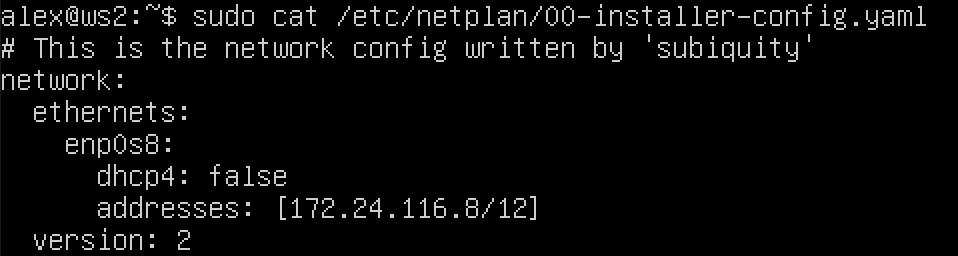 alex@ws2:~$ sudo cat /etc/netplan/00-installer-config.yaml
# This is the network config written by 'subiquity'
network:
  ethernets:
    enp0s8:
      dhcp4: false
      addresses: [172.24.116.8/12]
  version: 2